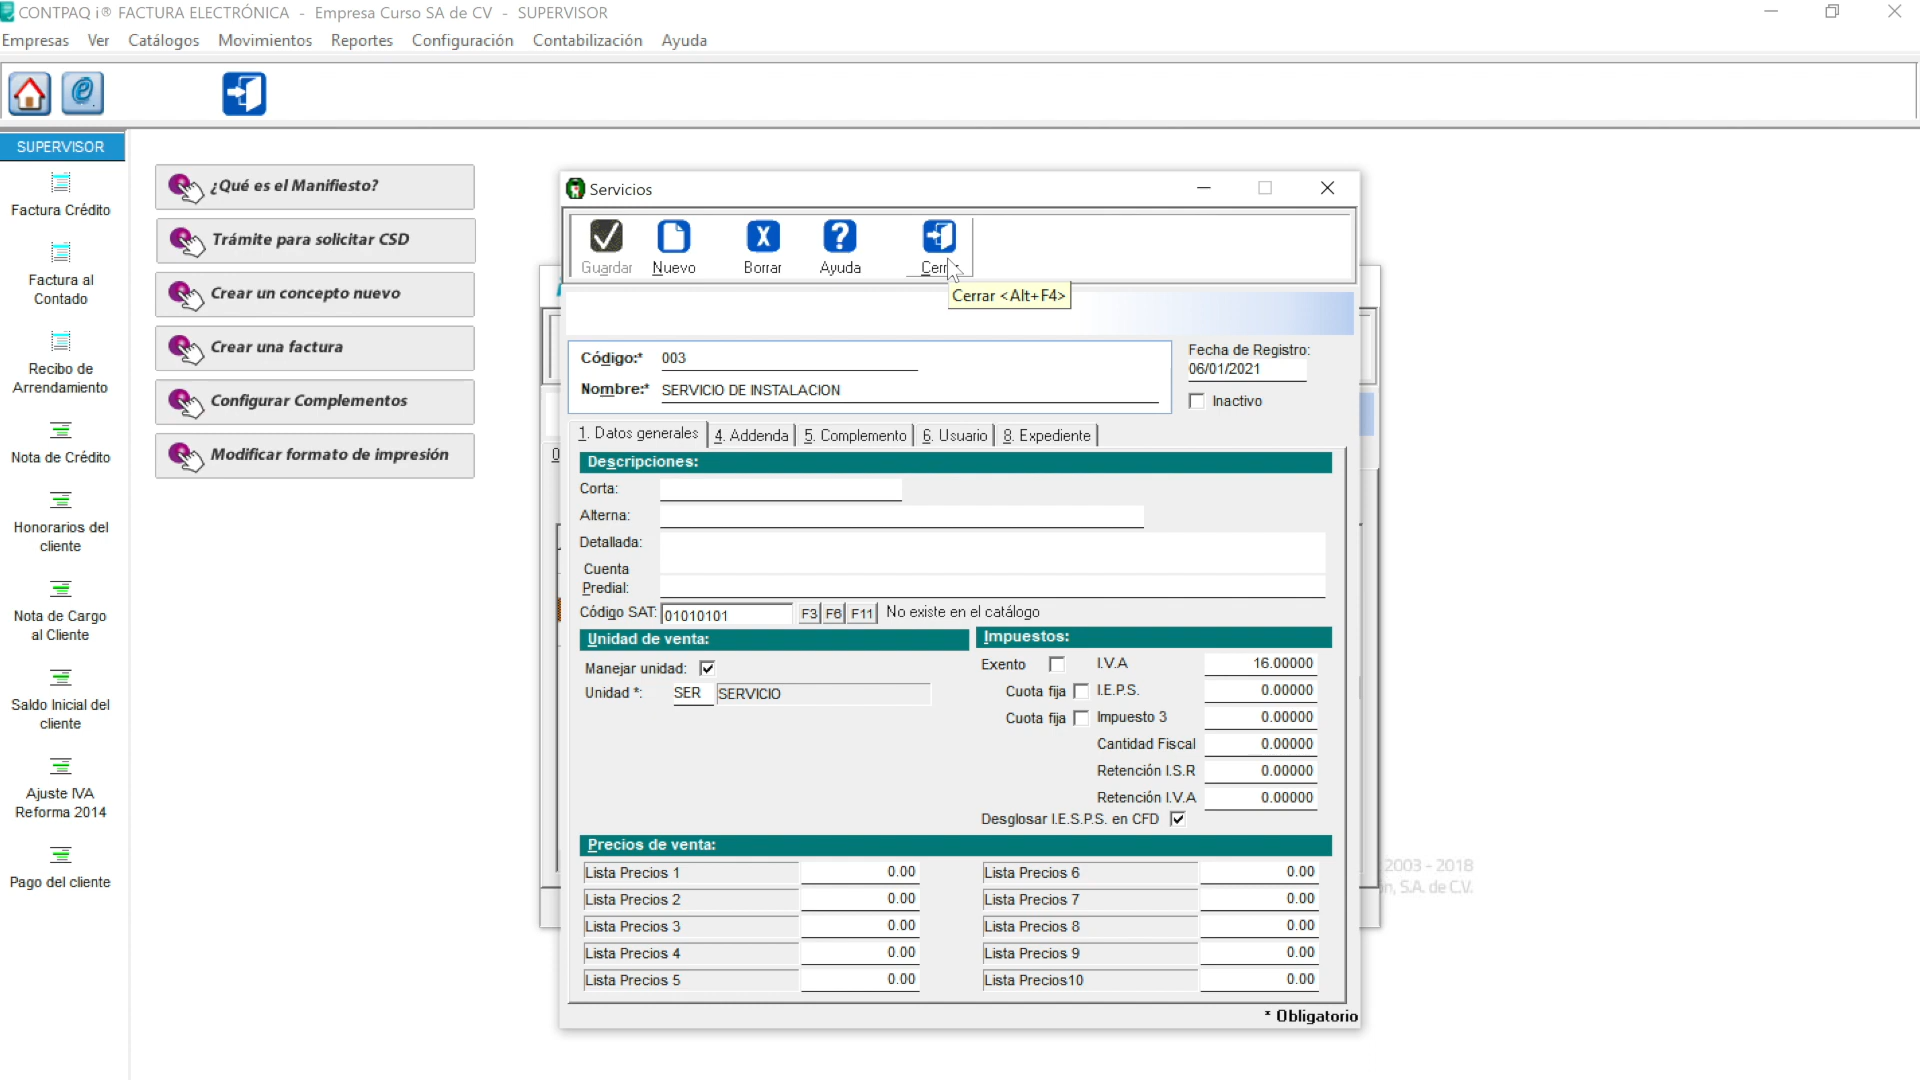 CONTPAQ i® FACTURA ELECTRÓNICA - Empresa Curso SA de CV - SUPERVISOR
Empresas Ver Catálogos Movimientos Reportes Configuración Contabilización Ayuda
SUPERVISOR
Factura Crédito
Factura al
Contado
Recibo de
Arrendamiento
Nota de Crédito
Honorarios del
cliente
Nota de Cargo
al Cliente
Saldo Inicial del
cliente
Ajuste IVA
Reforma 2014
Pago del cliente
¿Qué es el Manifiesto?
Trámite para solicitar CSD
Crear un concepto nuevo
Crear una factura
Configurar Complementos
Modificar formato de impresión
Servicios
Guardar Nuevo Borrar Ayuda Cerrar
Cerrar <Alt+F4>
Código:* 003
Nombre:* SERVICIO DE INSTALACION
Fecha de Registro:
06/01/2021
Inactivo
1. Datos generales 4. Addenda 5. Complemento 6. Usuario 8. Expediente
Descripciones:
Corta:
Alterna:
Detallada:
Cuenta
Predial:
Código SAT: 01010101 F3 F6 F11 No existe en el catálogo
Unidad de venta:
Manejar unidad:
Unidad *: SER SERVICIO
Impuestos:
Exento I.V.A 16.00000
Cuota fija I.E.P.S. 0.00000
Cuota fija Impuesto 3 0.00000
Cantidad Fiscal 0.00000
Retención I.S.R 0.00000
Retención I.V.A 0.00000
Desglosar I.E.S.P.S. en CFD
Precios de venta:
Lista Precios 1 0.00 Lista Precios 6 0.00
Lista Precios 2 0.00 Lista Precios 7 0.00
Lista Precios 3 0.00 Lista Precios 8 0.00
Lista Precios 4 0.00 Lista Precios 9 0.00
Lista Precios 5 0.00 Lista Precios10 0.00
* Obligatorio
2003 - 2018
S.A. de C.V.